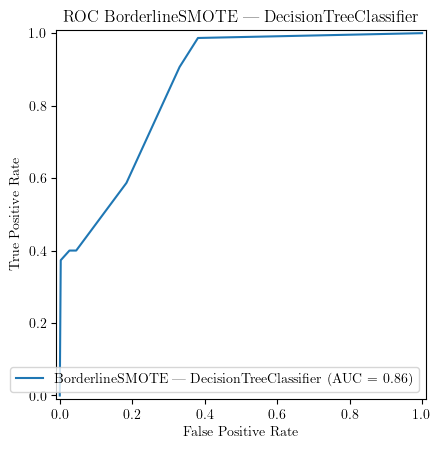 ROC BorderlineSMOTE — DecisionTreeClassifier
1.0
0.8
0.6
0.4
0.2
0.0
True Positive Rate
BorderlineSMOTE — DecisionTreeClassifier (AUC = 0.86)
0.0 0.2 0.4 0.6 0.8 1.0
False Positive Rate